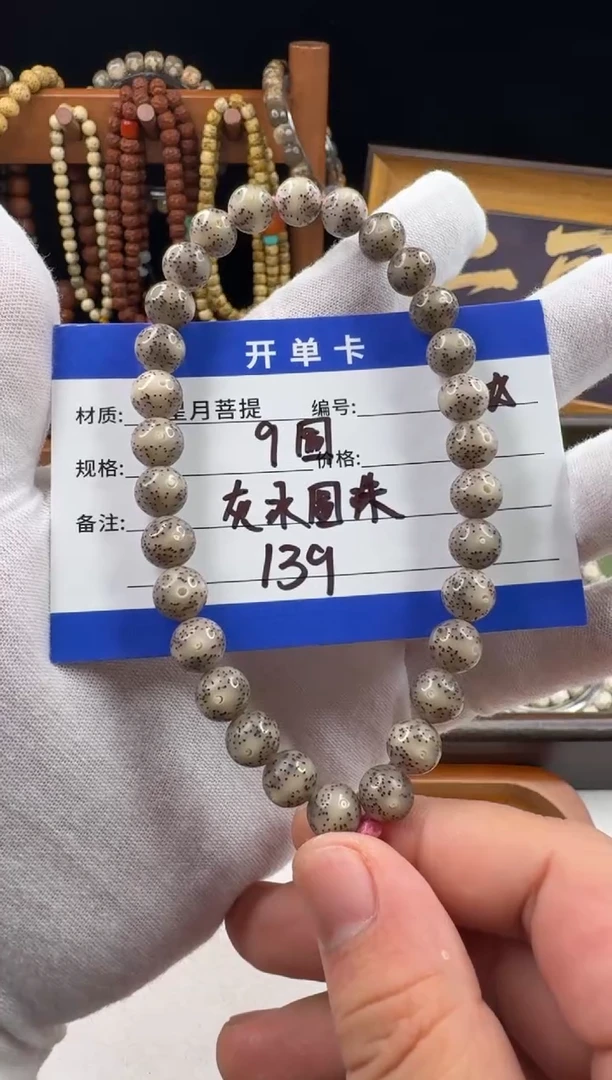 开单卡
材质: 星月菩提 编号:
规格: 9圆 价格:
备注: 灰冰圆珠
139